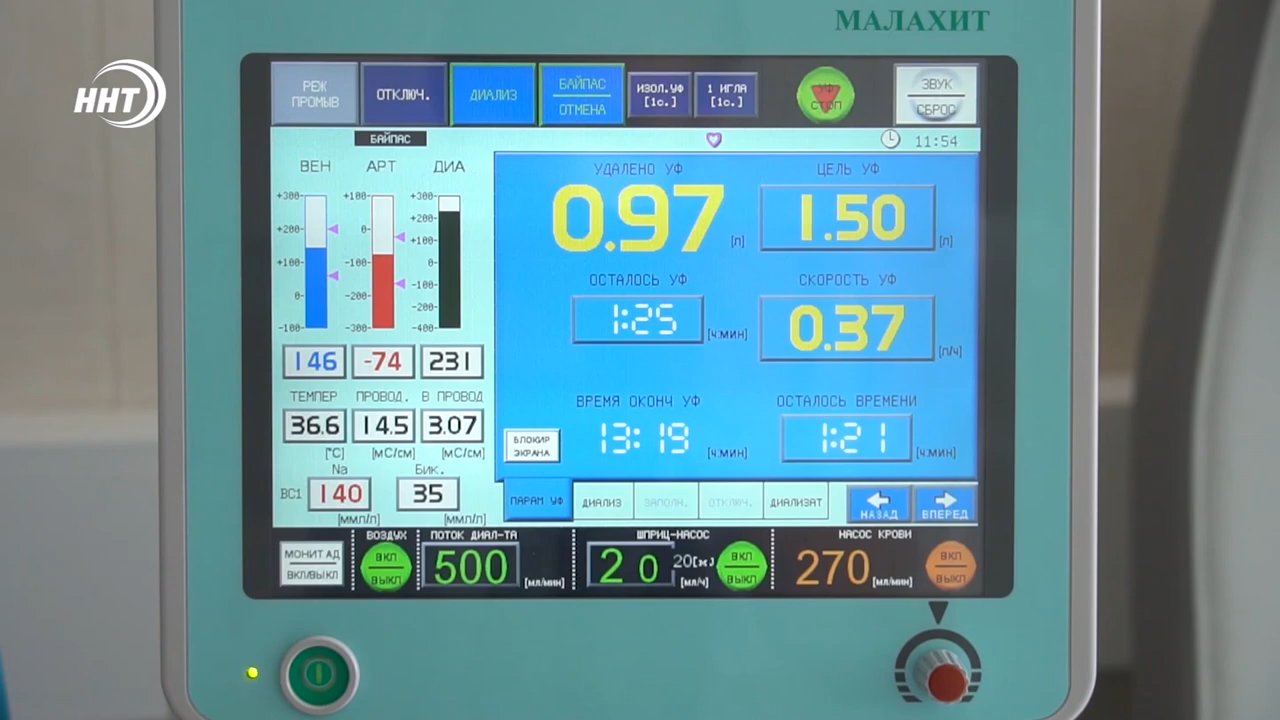 МАЛАХИТ
ННТ
РЕЖ ПРОМЫВ
ОТКЛЮЧ.
ДИАЛИЗ
БАЙПАС
ОТМЕНА
ИЗОЛ.УФ [1с.]
1 ИГЛА [1с.]
УФ СТОП
ЗВУК
СБРОС
БАЙПАС
11:54
ВЕН АРТ ДИА
+300 +200 +100 0 -100
+100 0 -100 -200 -300
+300 +200 +100 0 -100 -200 -400
146 -74 231
ТЕМПЕР ПРОВОД. В ПРОВОД
36.6 14.5 3.07
[°C] [мС/см] [мС/см]
Na Бик.
BC1 140 35
[ммл/л] [ммл/л]
УДАЛЕНО УФ ЦЕЛЬ УФ
0.97 [л] 1.50 [л]
ОСТАЛОСЬ УФ СКОРОСТЬ УФ
1:25 [ч:мин] 0.37 [л/ч]
ВРЕМЯ ОКОНЧ УФ ОСТАЛОСЬ ВРЕМЕНИ
13:19 [ч:мин] 1:21 [ч:мин]
БЛОКИР ЭКРАНА
ПАРАМ УФ ДИАЛИЗ ЗАПОЛН. ОТКЛЮЧ. ДИАЛИЗАТ НАЗАД ВПЕРЕД
МОНИТ АД
ВКЛ/ВЫКЛ
ВОЗДУХ
ВКЛ
ВЫКЛ
ПОТОК ДИАЛ-ТА
500 [мл/мин]
ШПРИЦ-НАСОС
2 0 20[м] [мл/ч]
ВКЛ
ВЫКЛ
НАСОС КРОВИ
270 [мл/мин]
ВКЛ
ВЫКЛ